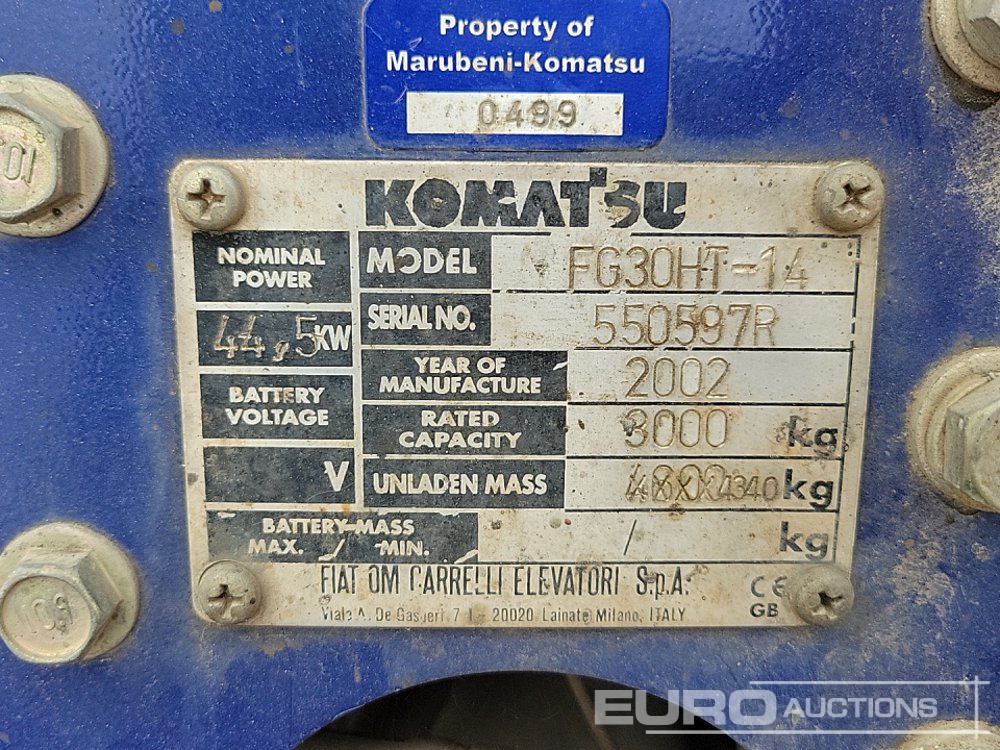 Property of
Marubeni-Komatsu
0499
KOMATSU
NOMINAL POWER
44,5KW
BATTERY VOLTAGE
V
MODEL FG30HT-14
SERIAL NO. 550597R
YEAR OF MANUFACTURE 2002
RATED CAPACITY 3000 kg
UNLADEN MASS 4340 kg
BATTERY MASS
MAX. / MIN. / kg
FIAT OM CARRELLI ELEVATORI S.p.A.
Viale A. De Gasperi, 7 - 20020 Lainate Milano, ITALY
CE
GB
EURO AUCTIONS